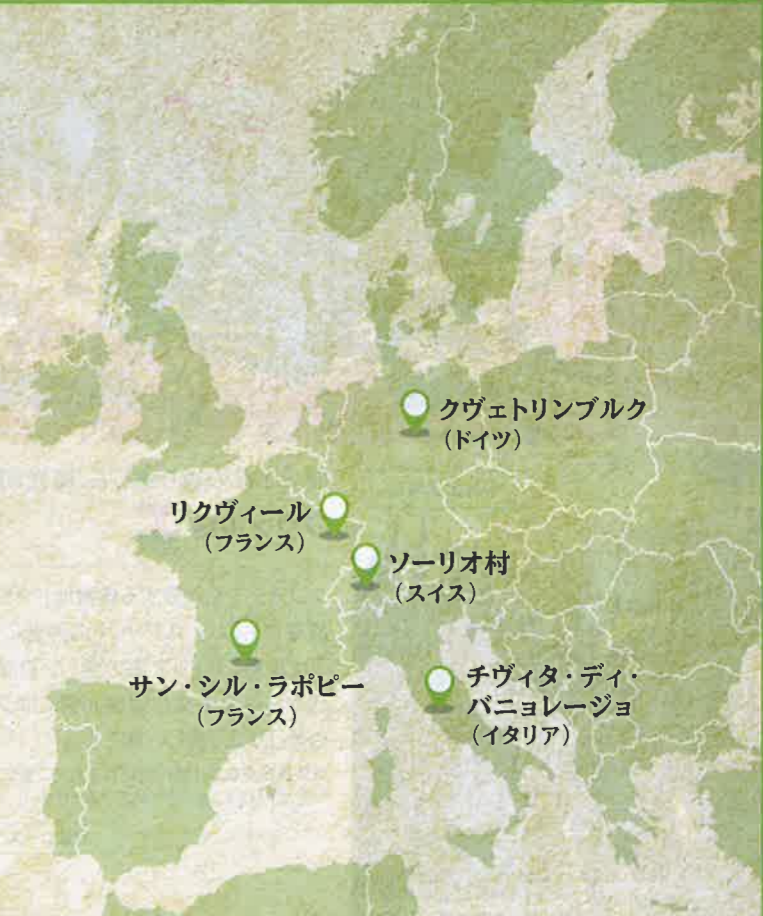 クヴェトリンブルク
（ドイツ）
リクヴィール
（フランス）
ソーリオ村
（スイス）
サン・シル・ラポピー
（フランス）
チヴィタ・ディ・
バニョレージョ
（イタリア）